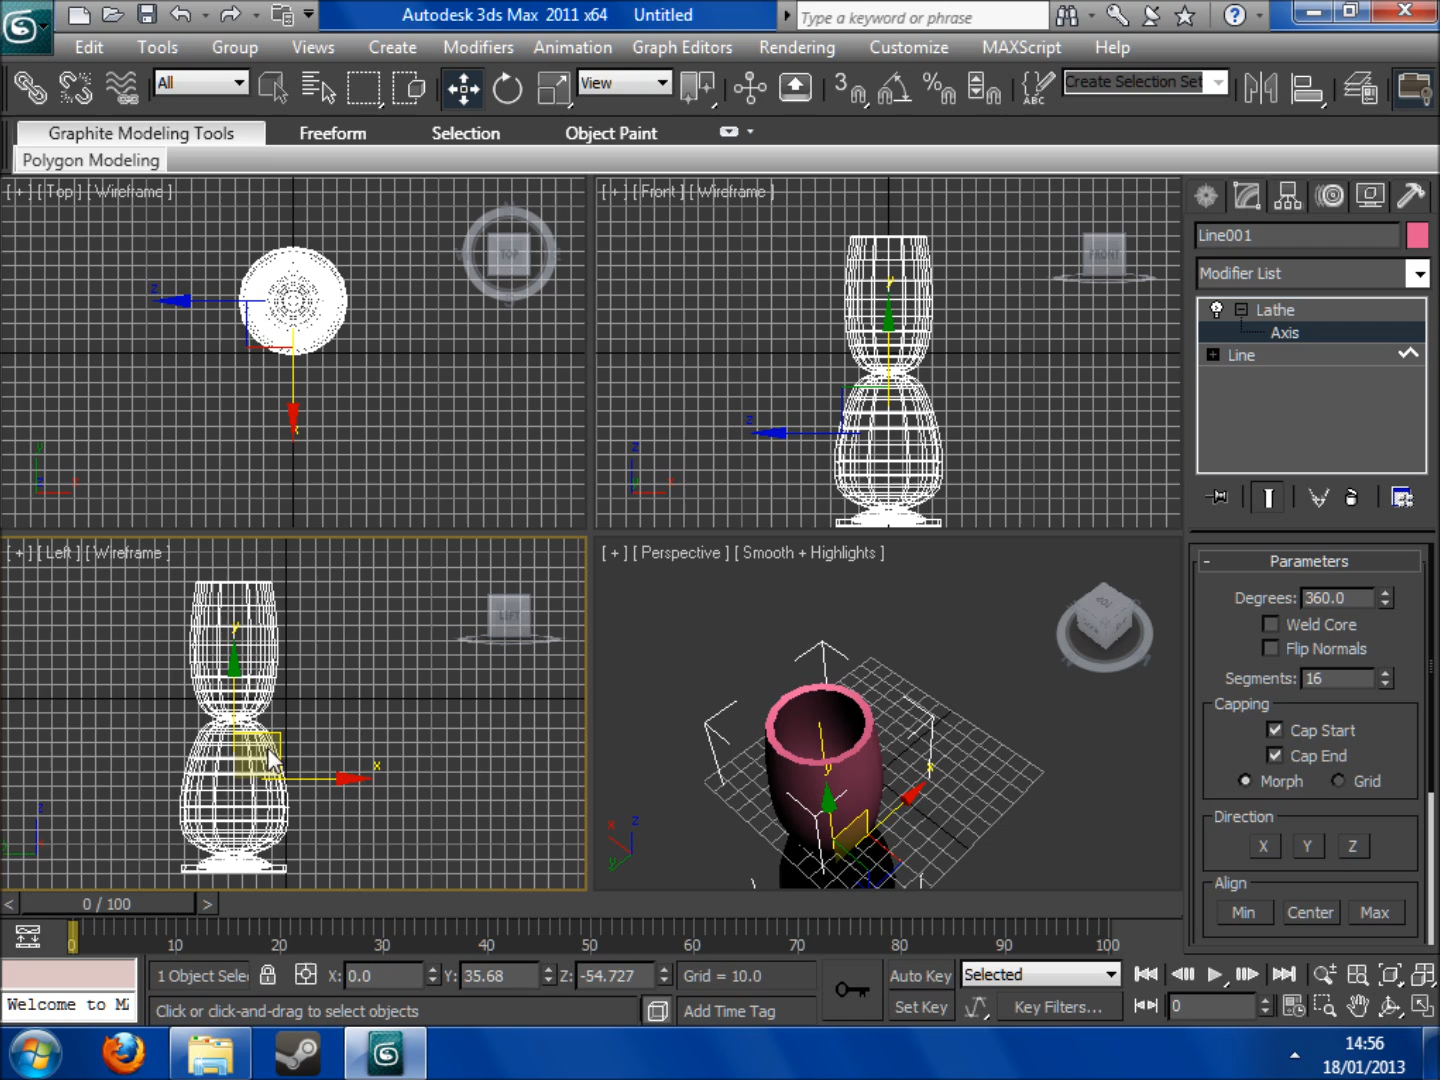 Autodesk 3ds Max 2011 x64 Untitled
Type a keyword or phrase
Edit Tools Group Views Create Modifiers Animation Graph Editors Rendering Customize MAXScript Help
All
View
3
ABC
Create Selection Set
Graphite Modeling Tools Freeform Selection Object Paint
Polygon Modeling
[ + ] [ Top ] [ Wireframe ]
[ + ] [ Front ] [ Wireframe ]
TOP
FRONT
Line001
Modifier List
Lathe
Axis
Line
[ + ] [ Left ] [ Wireframe ]
[ + ] [ Perspective ] [ Smooth + Highlights ]
LEFT
Parameters
Degrees: 360.0
Weld Core
Flip Normals
Segments: 16
Capping
Cap Start
Cap End
Morph Grid
Direction
X Y Z
Align
Min Center Max
0 / 100
0 10 20 30 40 50 60 70 80 90 100
1 Object Sele
X: 0.0 Y: 35.68 Z: -54.727 Grid = 10.0
Auto Key Selected
Welcome to M
Click or click-and-drag to select objects
Add Time Tag
Set Key Key Filters... 0
14:56
18/01/2013